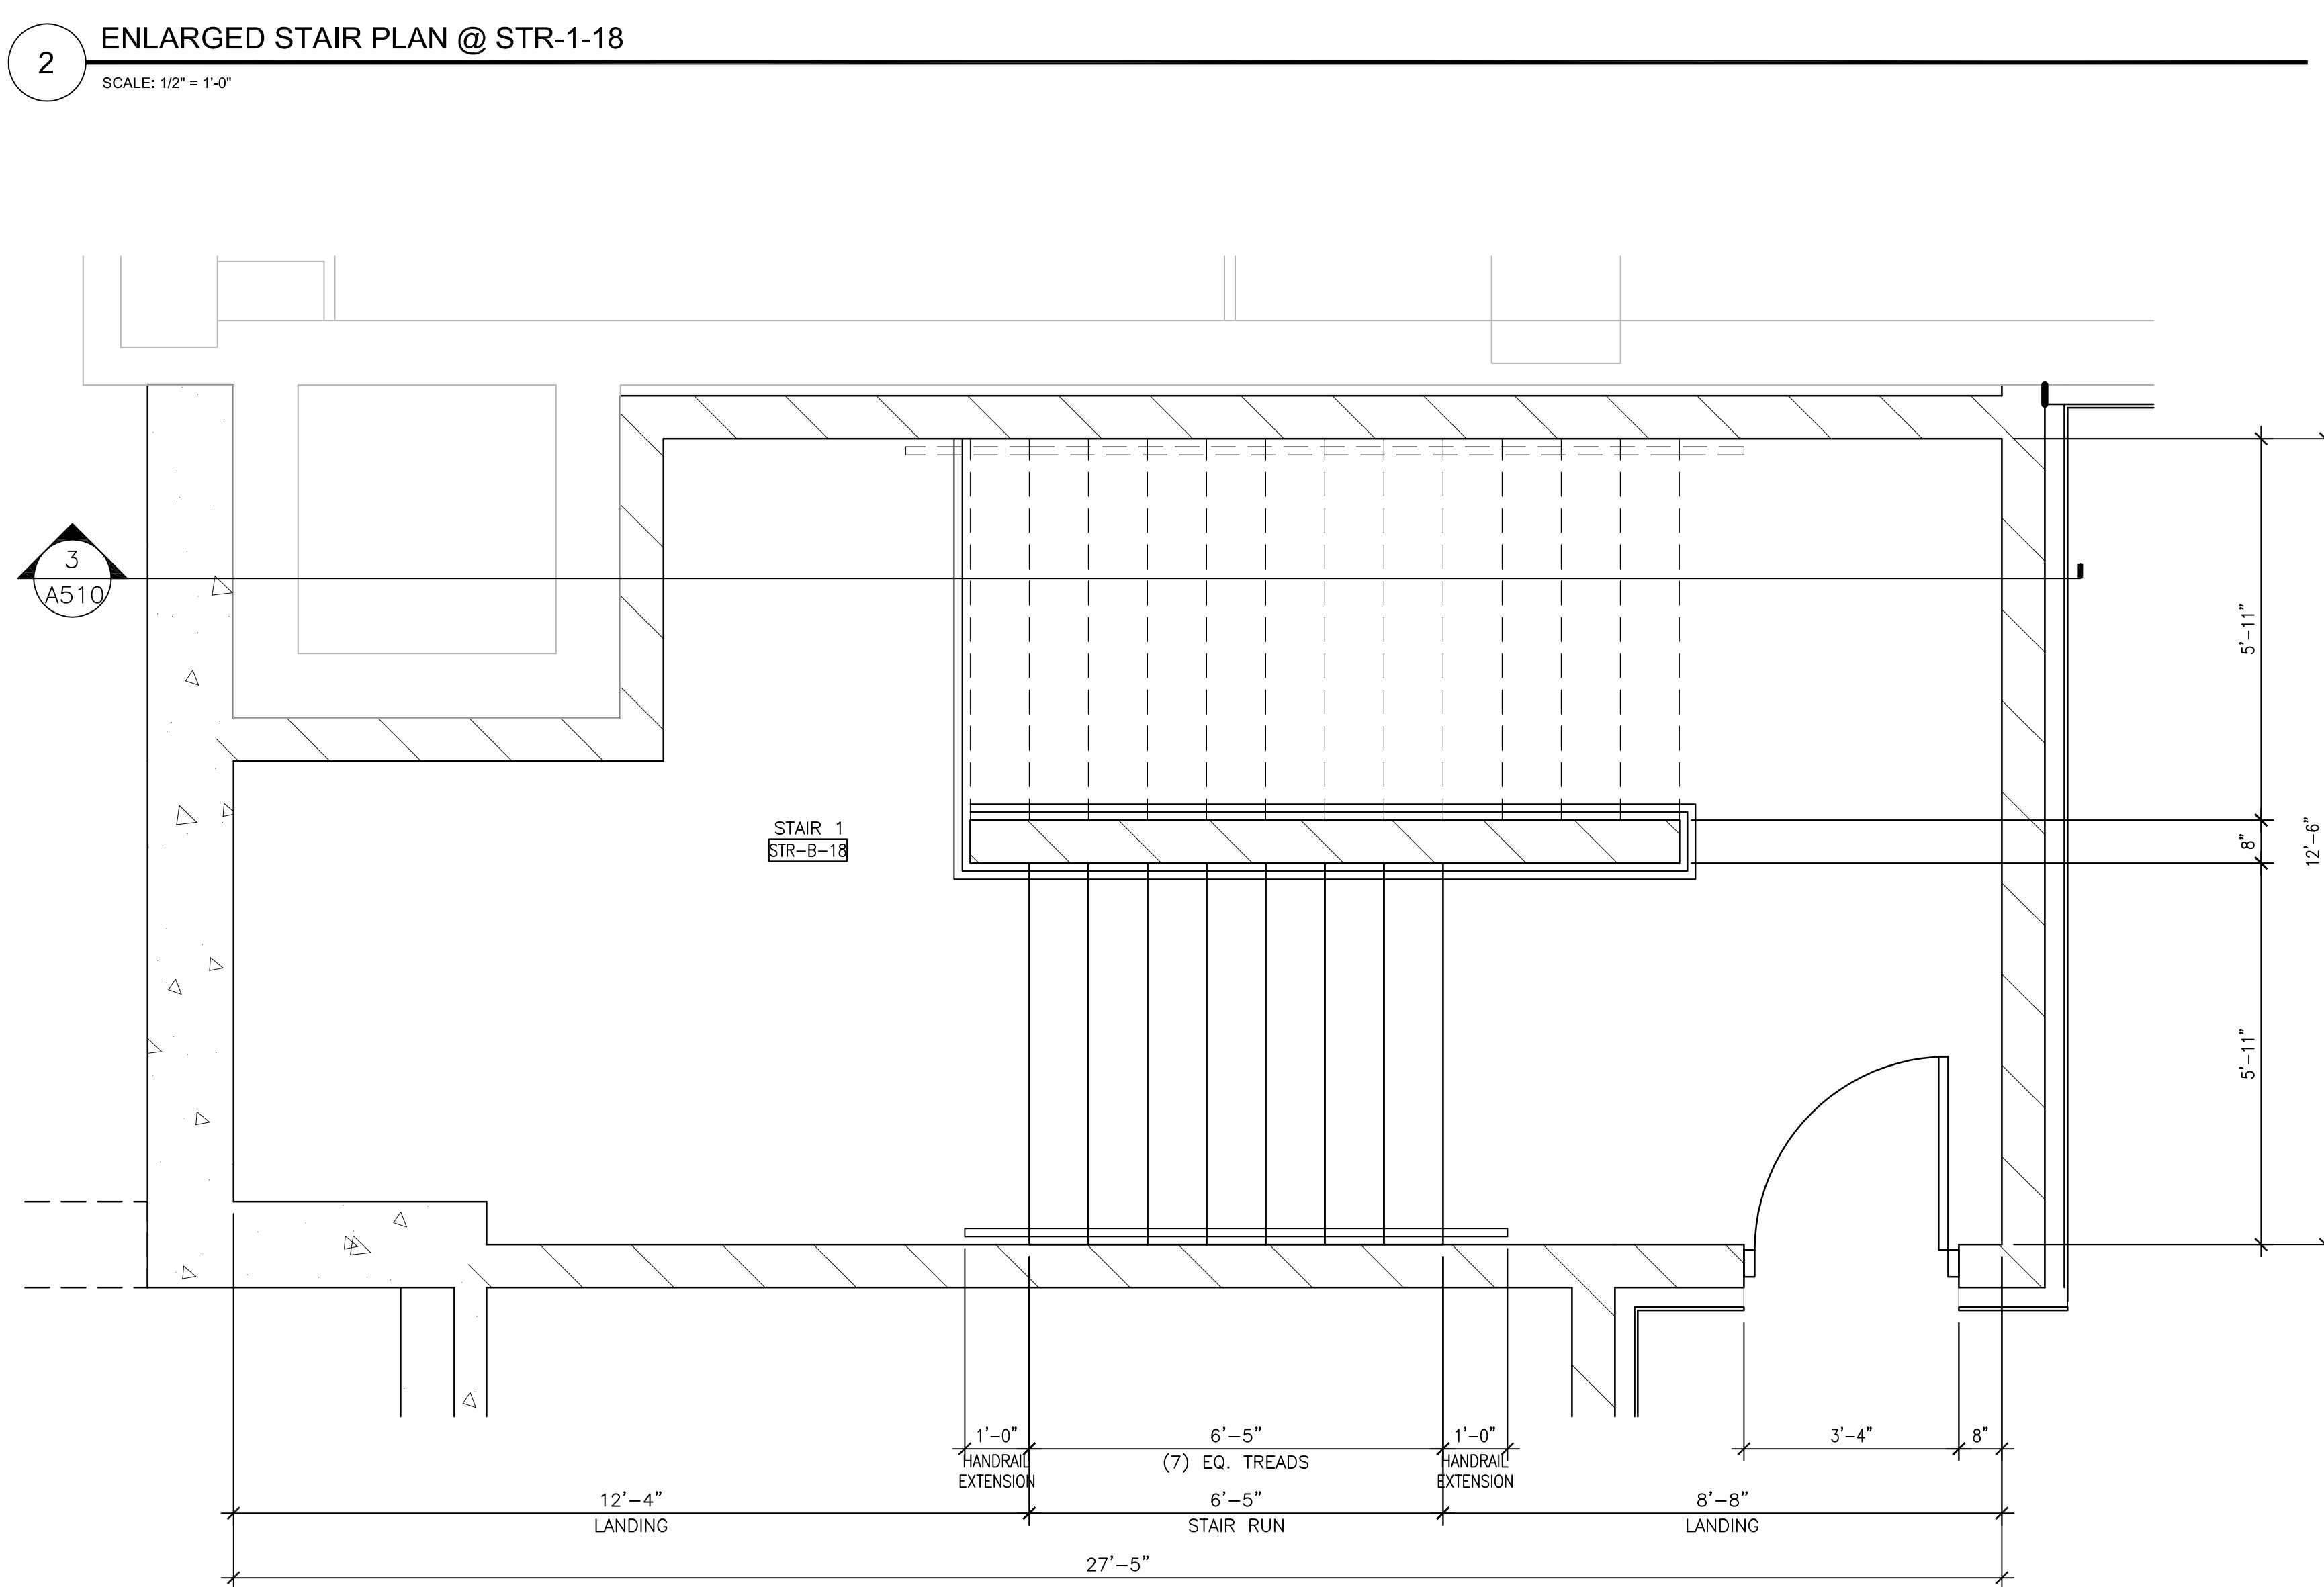 2
ENLARGED STAIR PLAN @ STR-1-18
SCALE: 1/2" = 1'-0"
3
A510
STAIR 1
STR-B-18
5'-11"
8"
12'-6"
5'-11"
1'-0"
HANDRAIL
EXTENSION
6'-5"
(7) EQ. TREADS
1'-0"
HANDRAIL
EXTENSION
3'-4"
8"
12'-4"
LANDING
6'-5"
STAIR RUN
8'-8"
LANDING
27'-5"